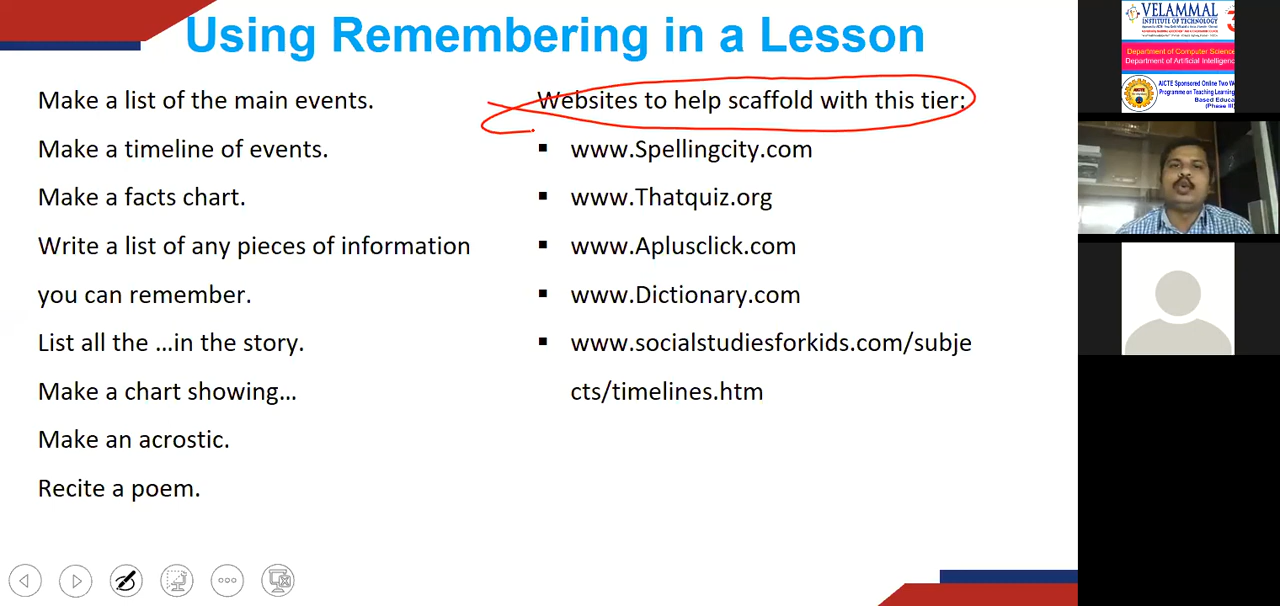 Using Remembering in a Lesson
Make a list of the main events.
Make a timeline of events.
Make a facts chart.
Write a list of any pieces of information
you can remember.
List all the ...in the story.
Make a chart showing...
Make an acrostic.
Recite a poem.
Websites to help scaffold with this tier:
▪ www.Spellingcity.com
▪ www.Thatquiz.org
▪ www.Aplusclick.com
▪ www.Dictionary.com
▪ www.socialstudiesforkids.com/subje
cts/timelines.htm
VELAMMAL
INSTITUTE OF TECHNOLOGY
Department of Computer Science
Department of Artificial Intelligenc
AICTE Sponsored Online Two We
Programme on Teaching Learning
Based Educa
(Phase II